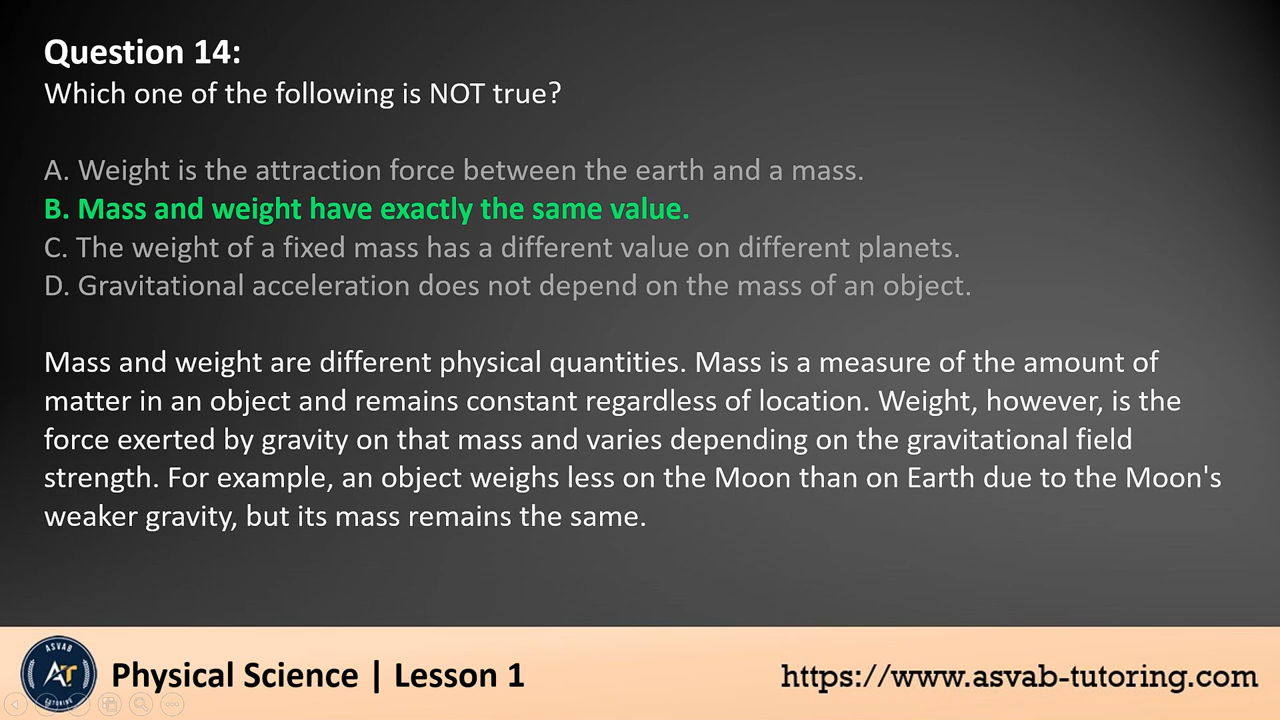 Question 14:
Which one of the following is NOT true?
A. Weight is the attraction force between the earth and a mass.
B. Mass and weight have exactly the same value.
C. The weight of a fixed mass has a different value on different planets.
D. Gravitational acceleration does not depend on the mass of an object.
Mass and weight are different physical quantities. Mass is a measure of the amount of
matter in an object and remains constant regardless of location. Weight, however, is the
force exerted by gravity on that mass and varies depending on the gravitational field
strength. For example, an object weighs less on the Moon than on Earth due to the Moon's
weaker gravity, but its mass remains the same.
ASVAB
AT
TUTORING
Physical Science | Lesson 1
https://www.asvab-tutoring.com